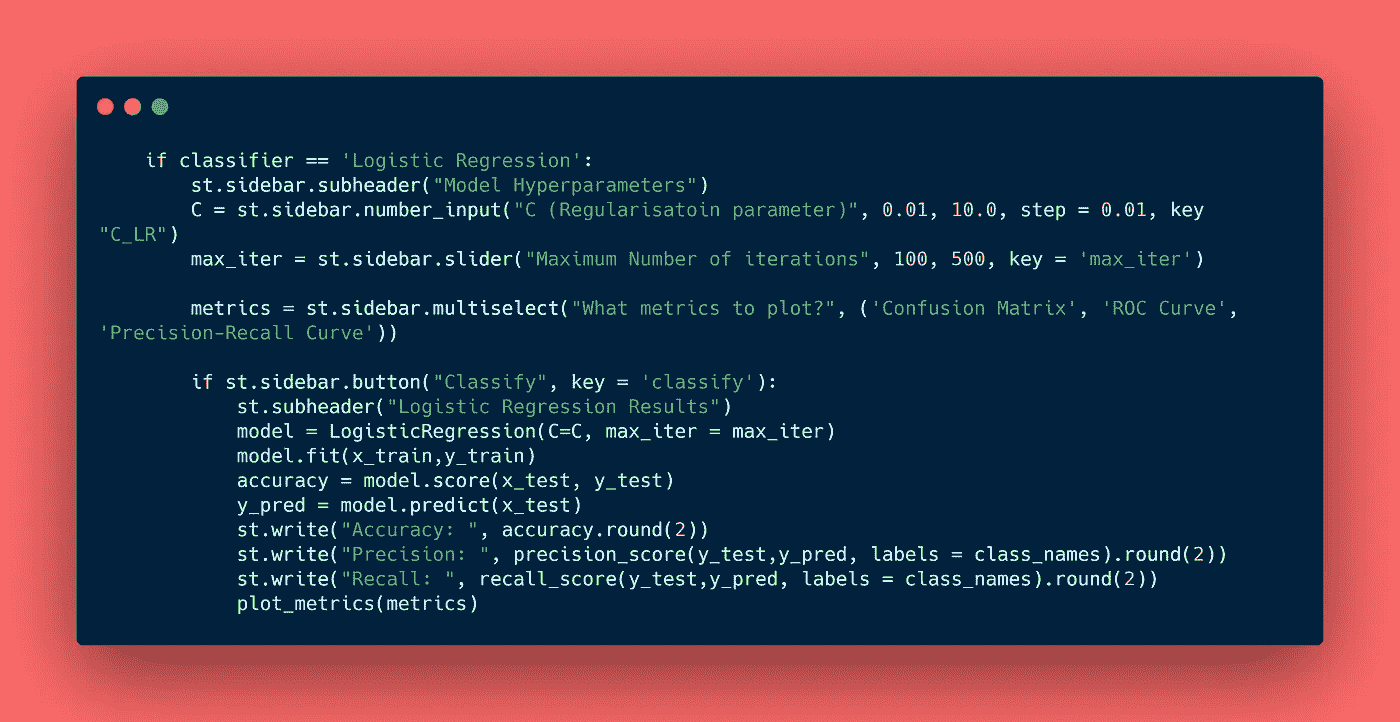 if classifier == 'Logistic Regression':
st.sidebar.subheader("Model Hyperparameters")
C = st.sidebar.number_input("C (Regularisatoin parameter)", 0.01, 10.0, step = 0.01, key
"C_LR")
max_iter = st.sidebar.slider("Maximum Number of iterations", 100, 500, key = 'max_iter')
metrics = st.sidebar.multiselect("What metrics to plot?", ('Confusion Matrix', 'ROC Curve',
'Precision-Recall Curve'))
if st.sidebar.button("Classify", key = 'classify'):
st.subheader("Logistic Regression Results")
model = LogisticRegression(C=C, max_iter = max_iter)
model.fit(x_train,y_train)
accuracy = model.score(x_test, y_test)
y_pred = model.predict(x_test)
st.write("Accuracy: ", accuracy.round(2))
st.write("Precision: ", precision_score(y_test,y_pred, labels = class_names).round(2))
st.write("Recall: ", recall_score(y_test,y_pred, labels = class_names).round(2))
plot_metrics(metrics)